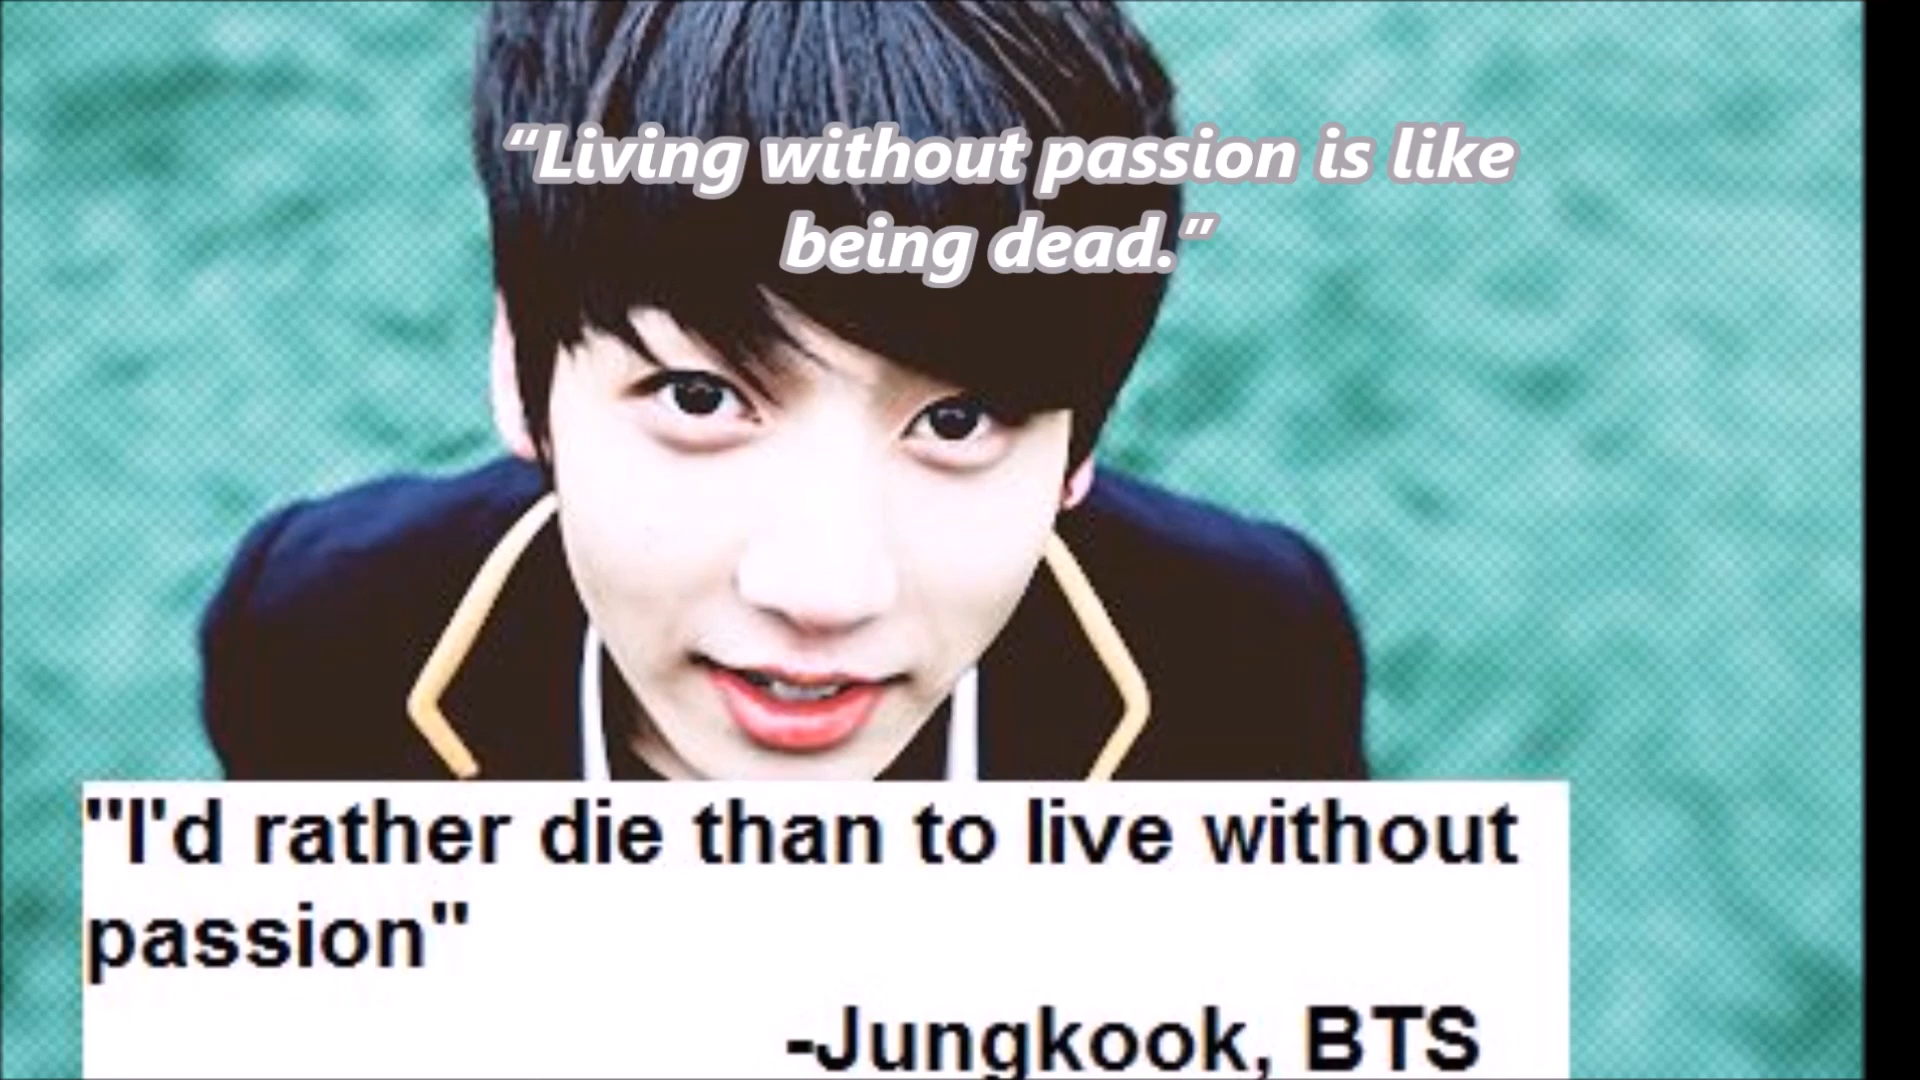 “Living without passion is like
being dead.”
"I'd rather die than to live without
passion"
-Jungkook, BTS